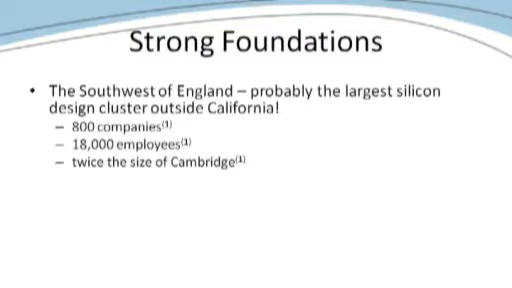 Strong Foundations
• The Southwest of England – probably the largest silicon
design cluster outside California!
– 800 companies⁽¹⁾
– 18,000 employees⁽¹⁾
– twice the size of Cambridge⁽¹⁾